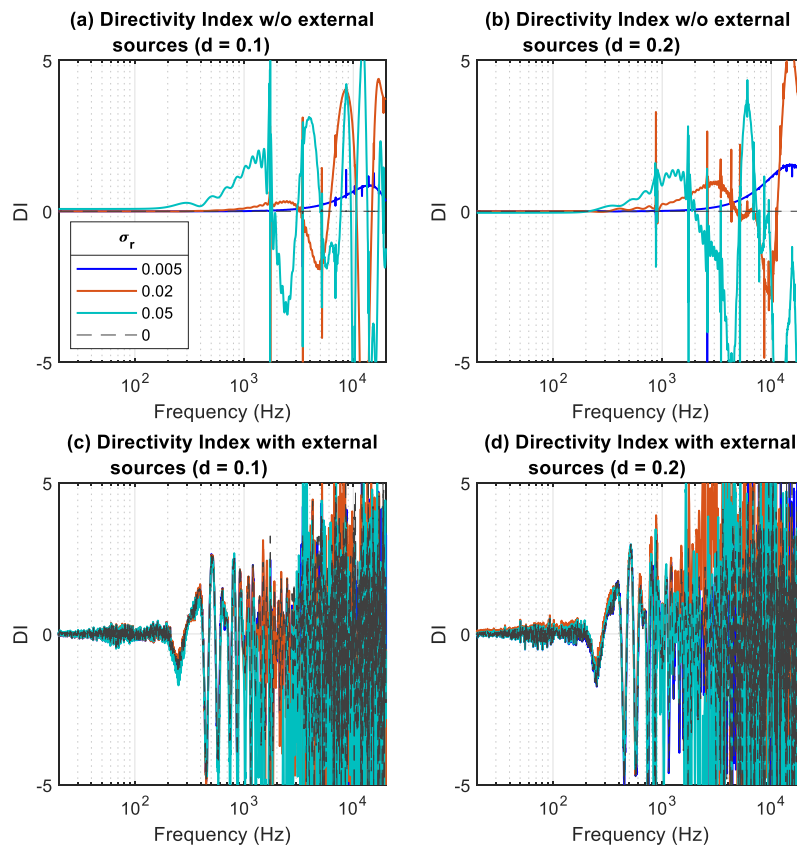 (a) Directivity Index w/o external
sources (d = 0.1)
5
0
-5
DI
σr
0.005
0.02
0.05
0
10^2
10^3
10^4
Frequency (Hz)
(b) Directivity Index w/o external
sources (d = 0.2)
5
0
-5
DI
10^2
10^3
10^4
Frequency (Hz)
(c) Directivity Index with external
sources (d = 0.1)
5
0
-5
DI
10^2
10^3
10^4
Frequency (Hz)
(d) Directivity Index with external
sources (d = 0.2)
5
0
-5
DI
10^2
10^3
10^4
Frequency (Hz)